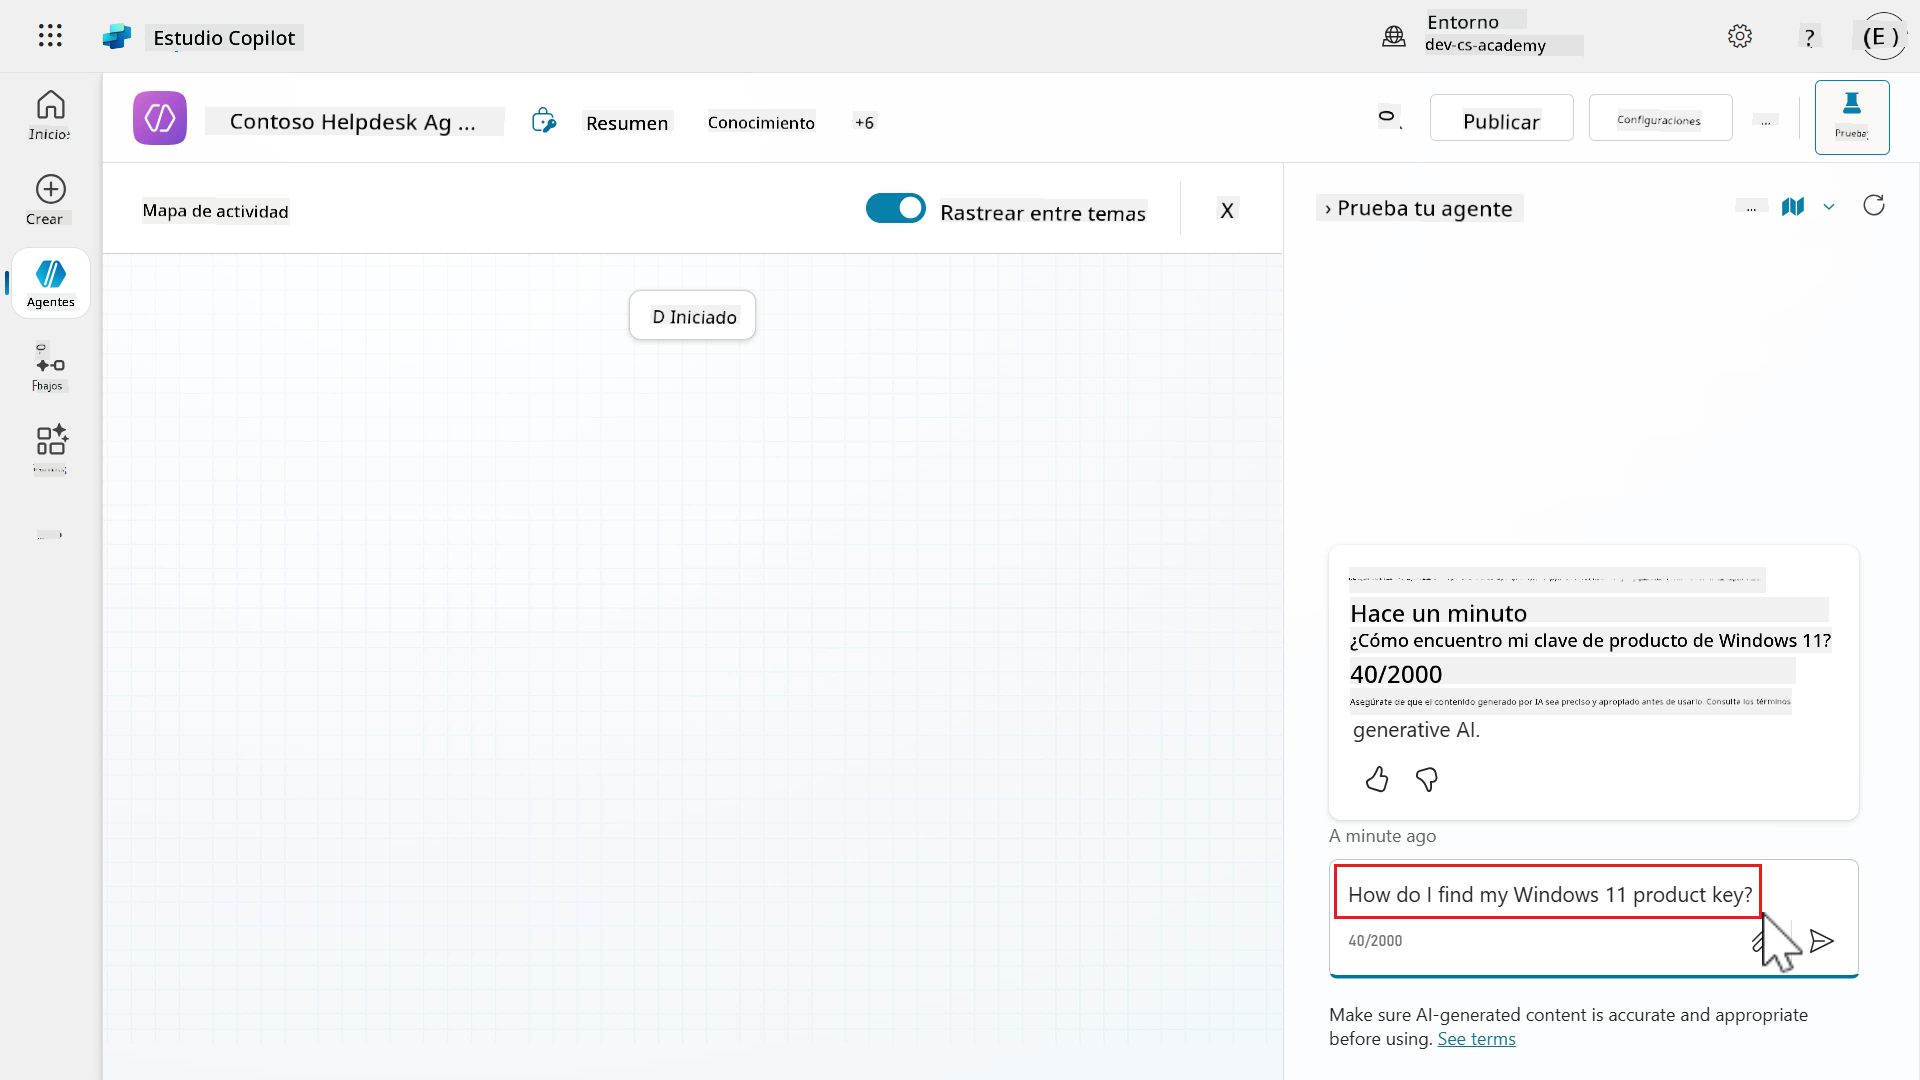 Estudio Copilot
Entorno
dev-cs-academy
?
(E )
Inicio
Crear
Agentes
Contoso Helpdesk Ag ...
Resumen
Conocimiento
+6
Publicar
Configuraciones
...
Prueba
Mapa de actividad
Rastrear entre temas
X
› Prueba tu agente
...
D Iniciado
Hace un minuto
¿Cómo encuentro mi clave de producto de Windows 11?
40/2000
Asegúrate de que el contenido generado por IA sea preciso y apropiado antes de usarlo. Consulta los términos
generative AI.
A minute ago
How do I find my Windows 11 product key?
40/2000
Make sure AI-generated content is accurate and appropriate
before using. See terms